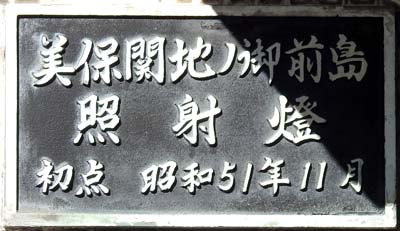 美保関地ノ御前島
照射燈
初点 昭和51年11月